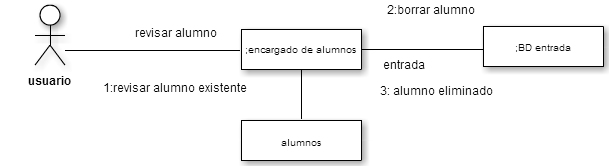 2:borrar alumno
revisar alumno
;encargado de alumnos
;BD entrada
entrada
usuario
1:revisar alumno existente
3: alumno eliminado
alumnos